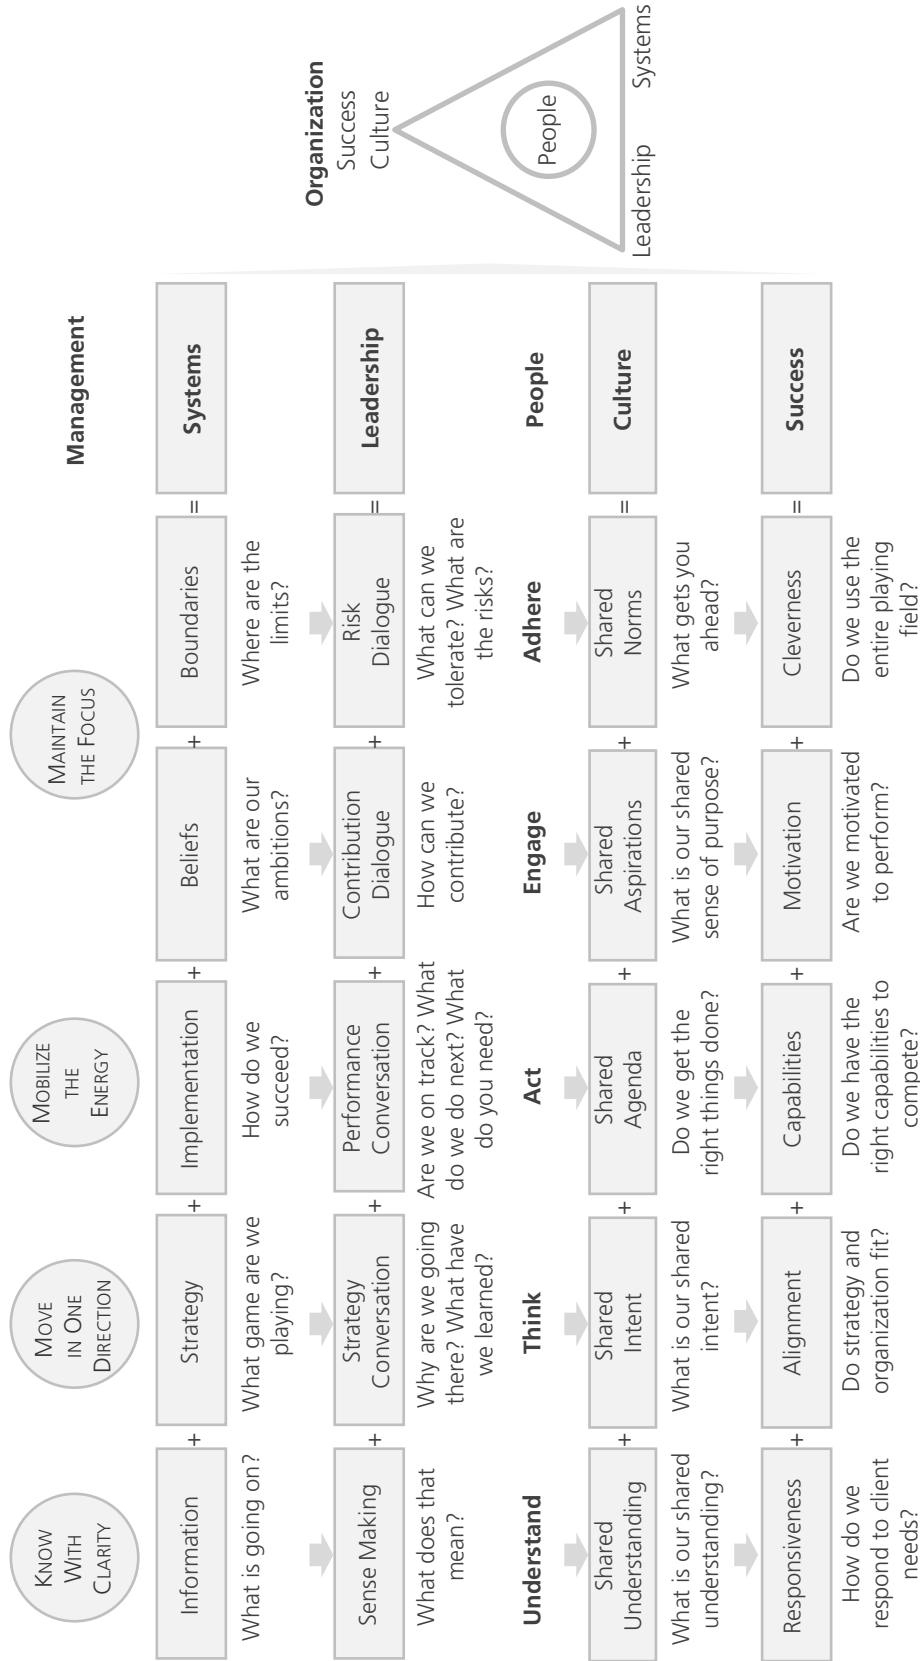 KNOW
WITH
CLARITY
MOVE
IN ONE
DIRECTION
MOBILIZE
THE
ENERGY
MAINTAIN
THE FOCUS
Management
Information
+
Strategy
+
Implementation
+
Beliefs
+
Boundaries
=
Systems
What is going on?
What game are we
playing?
How do we
succeed?
What are our
ambitions?
Where are the
limits?
Sense Making
+
Strategy
Conversation
+
Performance
Conversation
+
Contribution
Dialogue
+
Risk
Dialogue
=
Leadership
What does that
mean?
Why are we going
there? What have
we learned?
Are we on track? What
do we do next? What
do you need?
How can we
contribute?
What can we
tolerate? What are
the risks?
Understand
Think
Act
Engage
Adhere
People
Shared
Understanding
+
Shared
Intent
+
Shared
Agenda
+
Shared
Aspirations
+
Shared
Norms
=
Culture
What is our shared
understanding?
What is our shared
intent?
Do we get the
right things done?
What is our shared
sense of purpose?
What gets you
ahead?
Responsiveness
+
Alignment
+
Capabilities
+
Motivation
+
Cleverness
=
Success
How do we
respond to client
needs?
Do strategy and
organization fit?
Do we have the
right capabilities to
compete?
Are we motivated
to perform?
Do we use the
entire playing
field?
Organization
Success
Culture
People
Leadership
Systems